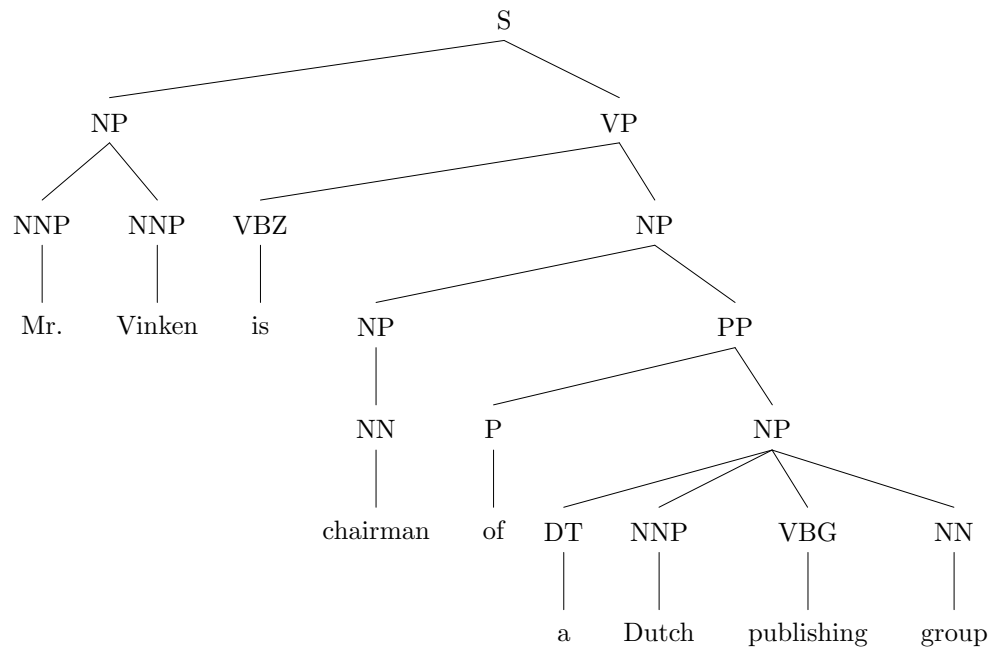 S
NP VP
NNP NNP VBZ NP
Mr. Vinken is NP PP
NN P NP
chairman of DT NNP VBG NN
a Dutch publishing group